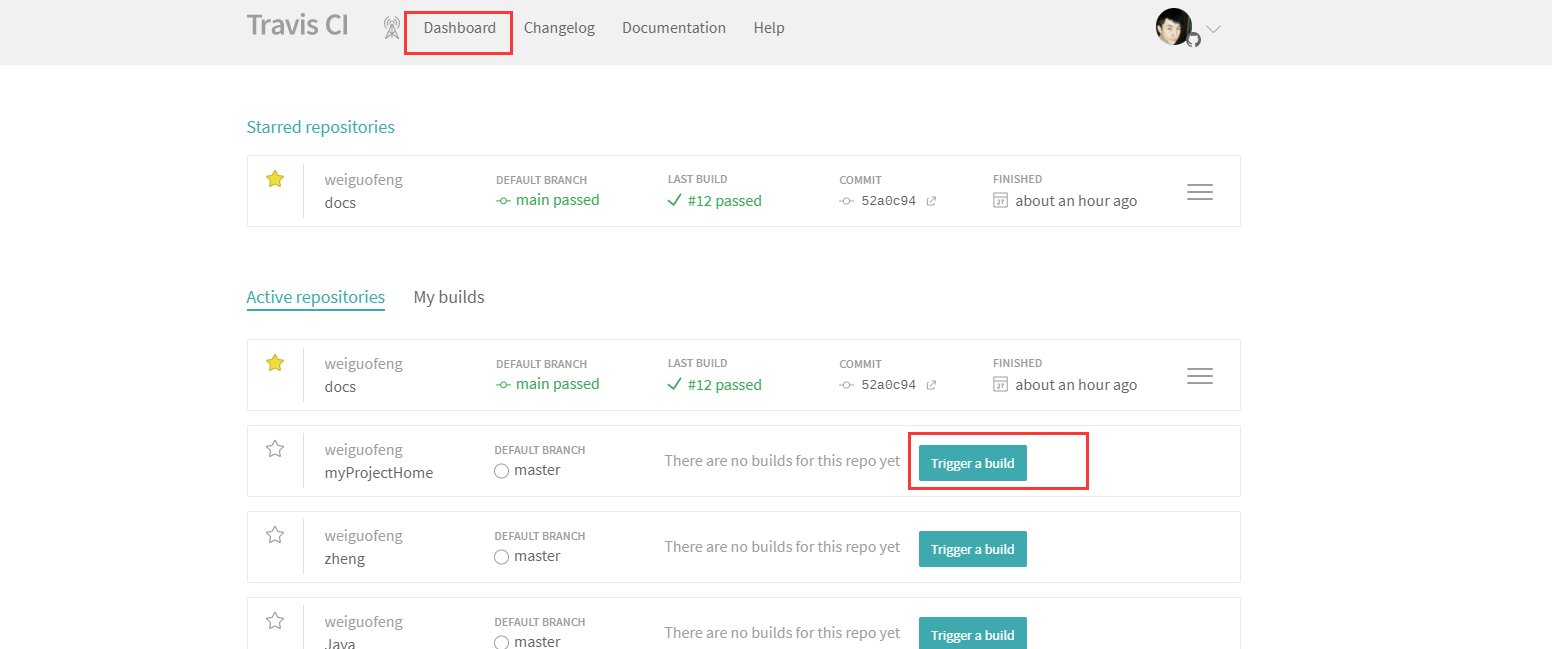 Travis CI Dashboard Changelog Documentation Help
Starred repositories
weiguofeng DEFAULT BRANCH LAST BUILD COMMIT FINISHED
docs main passed #12 passed 52a0c94 27 about an hour ago
Active repositories My builds
weiguofeng DEFAULT BRANCH LAST BUILD COMMIT FINISHED
docs main passed #12 passed 52a0c94 27 about an hour ago
weiguofeng DEFAULT BRANCH
myProjectHome master There are no builds for this repo yet Trigger a build
weiguofeng DEFAULT BRANCH
zheng master There are no builds for this repo yet Trigger a build
weiguofeng DEFAULT BRANCH
Java master There are no builds for this repo yet Trigger a build